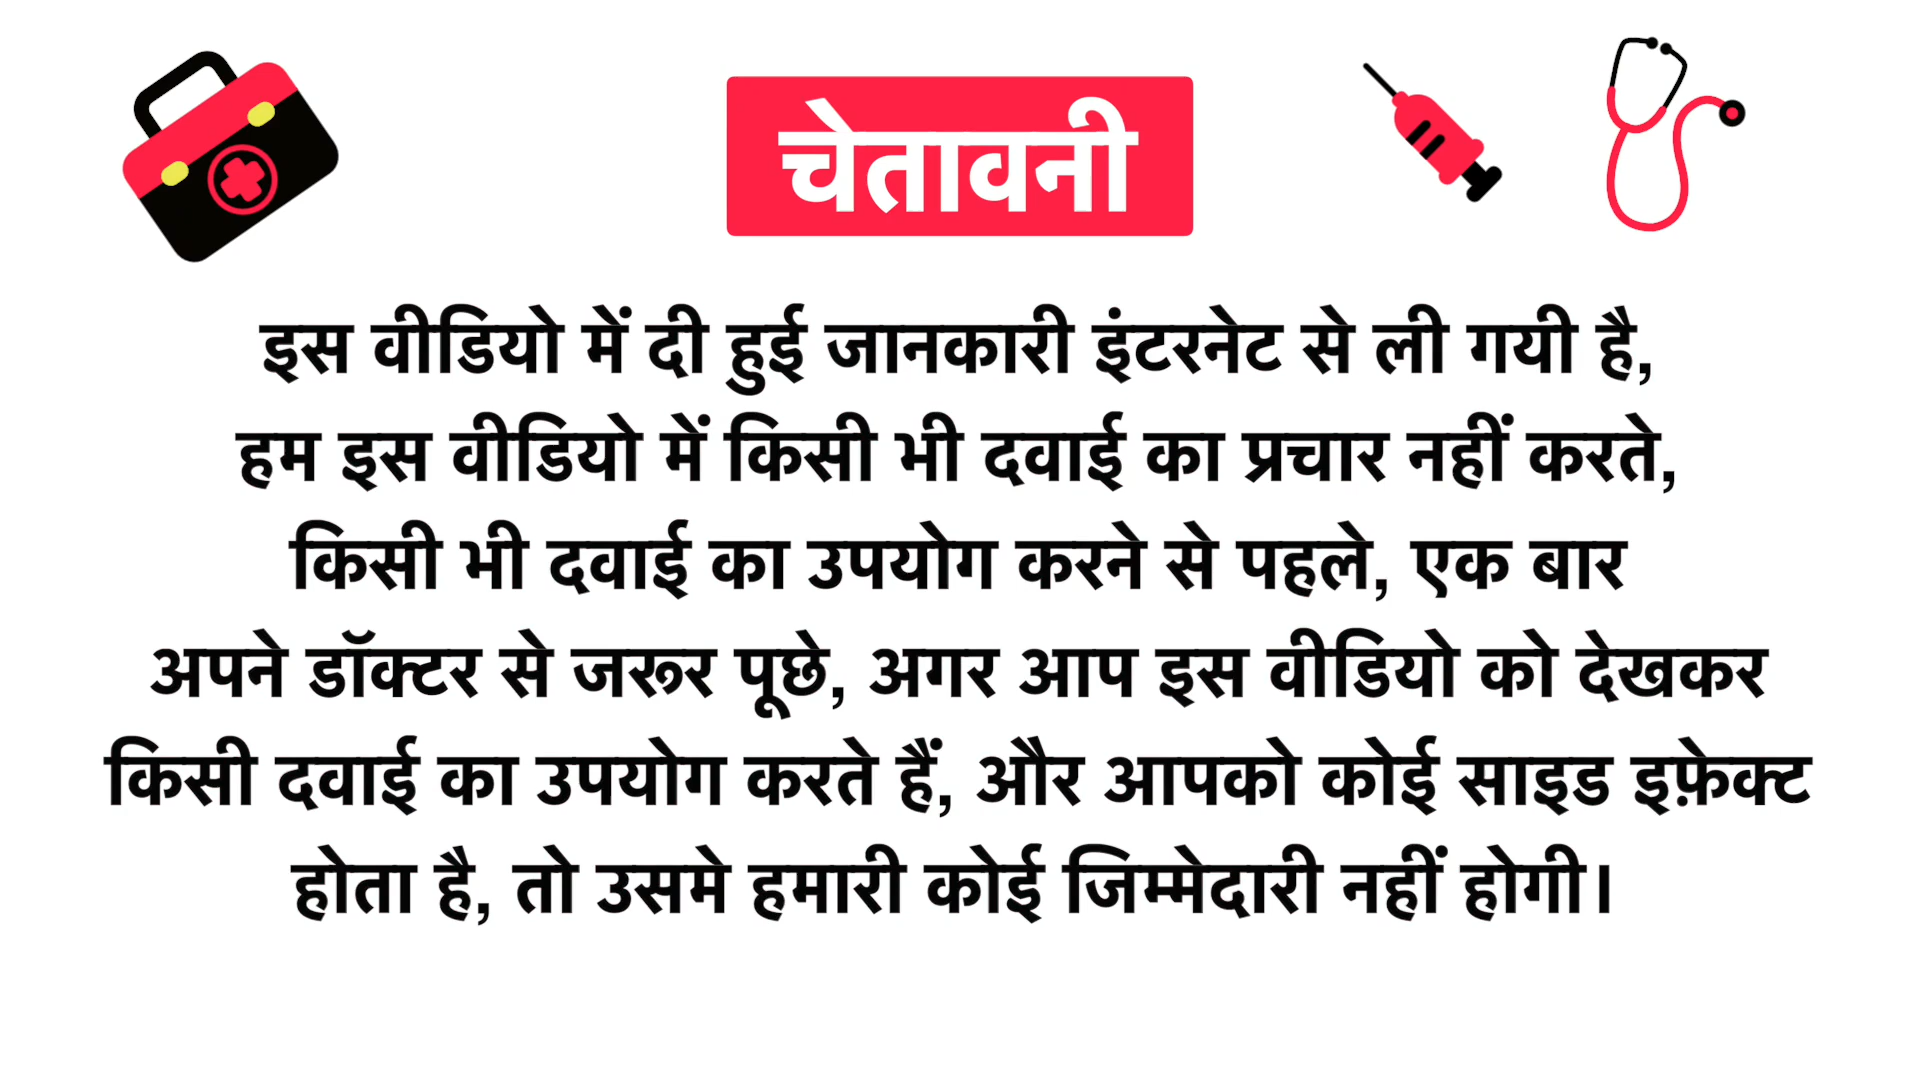 चेतावनी
इस वीडियो में दी हुई जानकारी इंटरनेट से ली गयी है,
हम इस वीडियो में किसी भी दवाई का प्रचार नहीं करते,
किसी भी दवाई का उपयोग करने से पहले, एक बार
अपने डॉक्टर से जरूर पूछे, अगर आप इस वीडियो को देखकर
किसी दवाई का उपयोग करते हैं, और आपको कोई साइड इफ़ेक्ट
होता है, तो उसमे हमारी कोई जिम्मेदारी नहीं होगी।